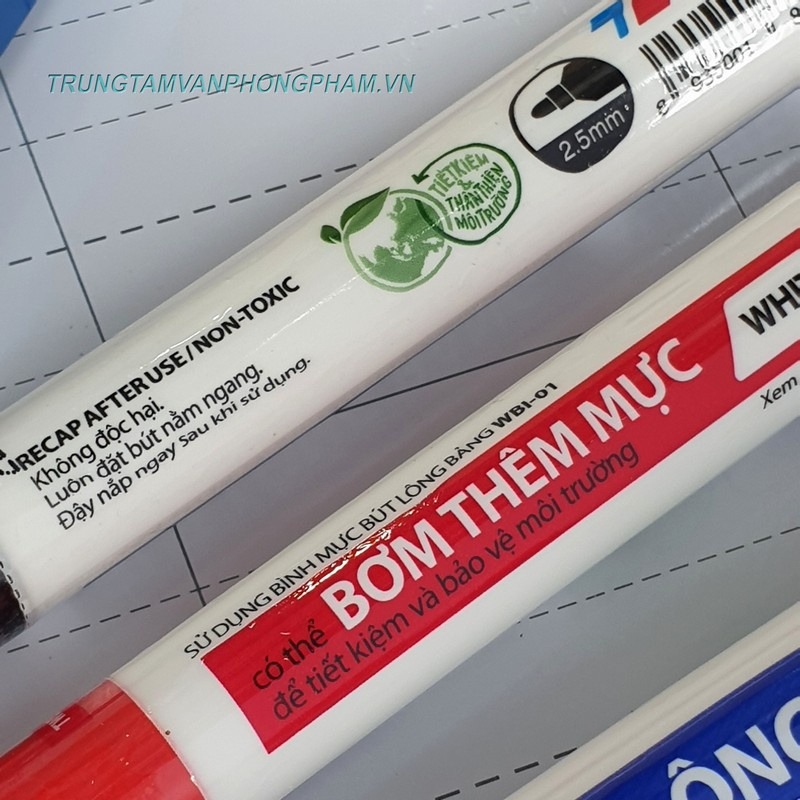 TRUNGTAMVANPHONGPHAM.VN
2.5mm
TIẾT KIỆM
& THÂN THIỆN
MÔI TRƯỜNG
RECAP AFTER USE / NON-TOXIC
Không độc hại.
Luôn đặt bút nằm ngang.
Đậy nắp ngay sau khi sử dụng.
SỬ DỤNG BÌNH MỰC BÚT LÔNG BẢNG WBI-01
có thể BƠM THÊM MỰC
để tiết kiệm và bảo vệ môi trường
Xem